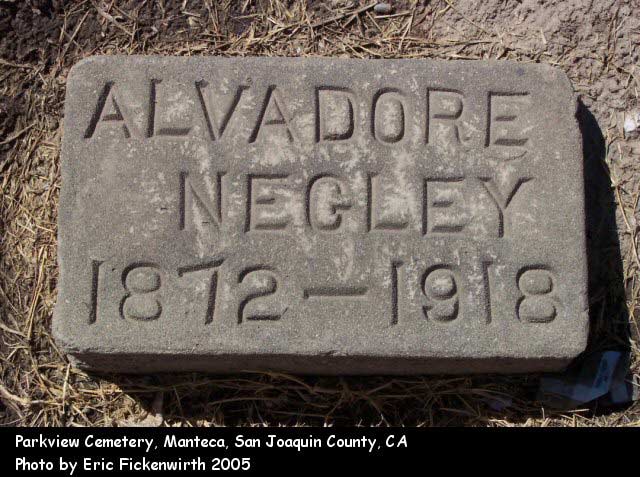 ALVADORE
NEGLEY
1872-1918
Parkview Cemetery, Manteca, San Joaquin County, CA
Photo by Eric Fickenwirth 2005